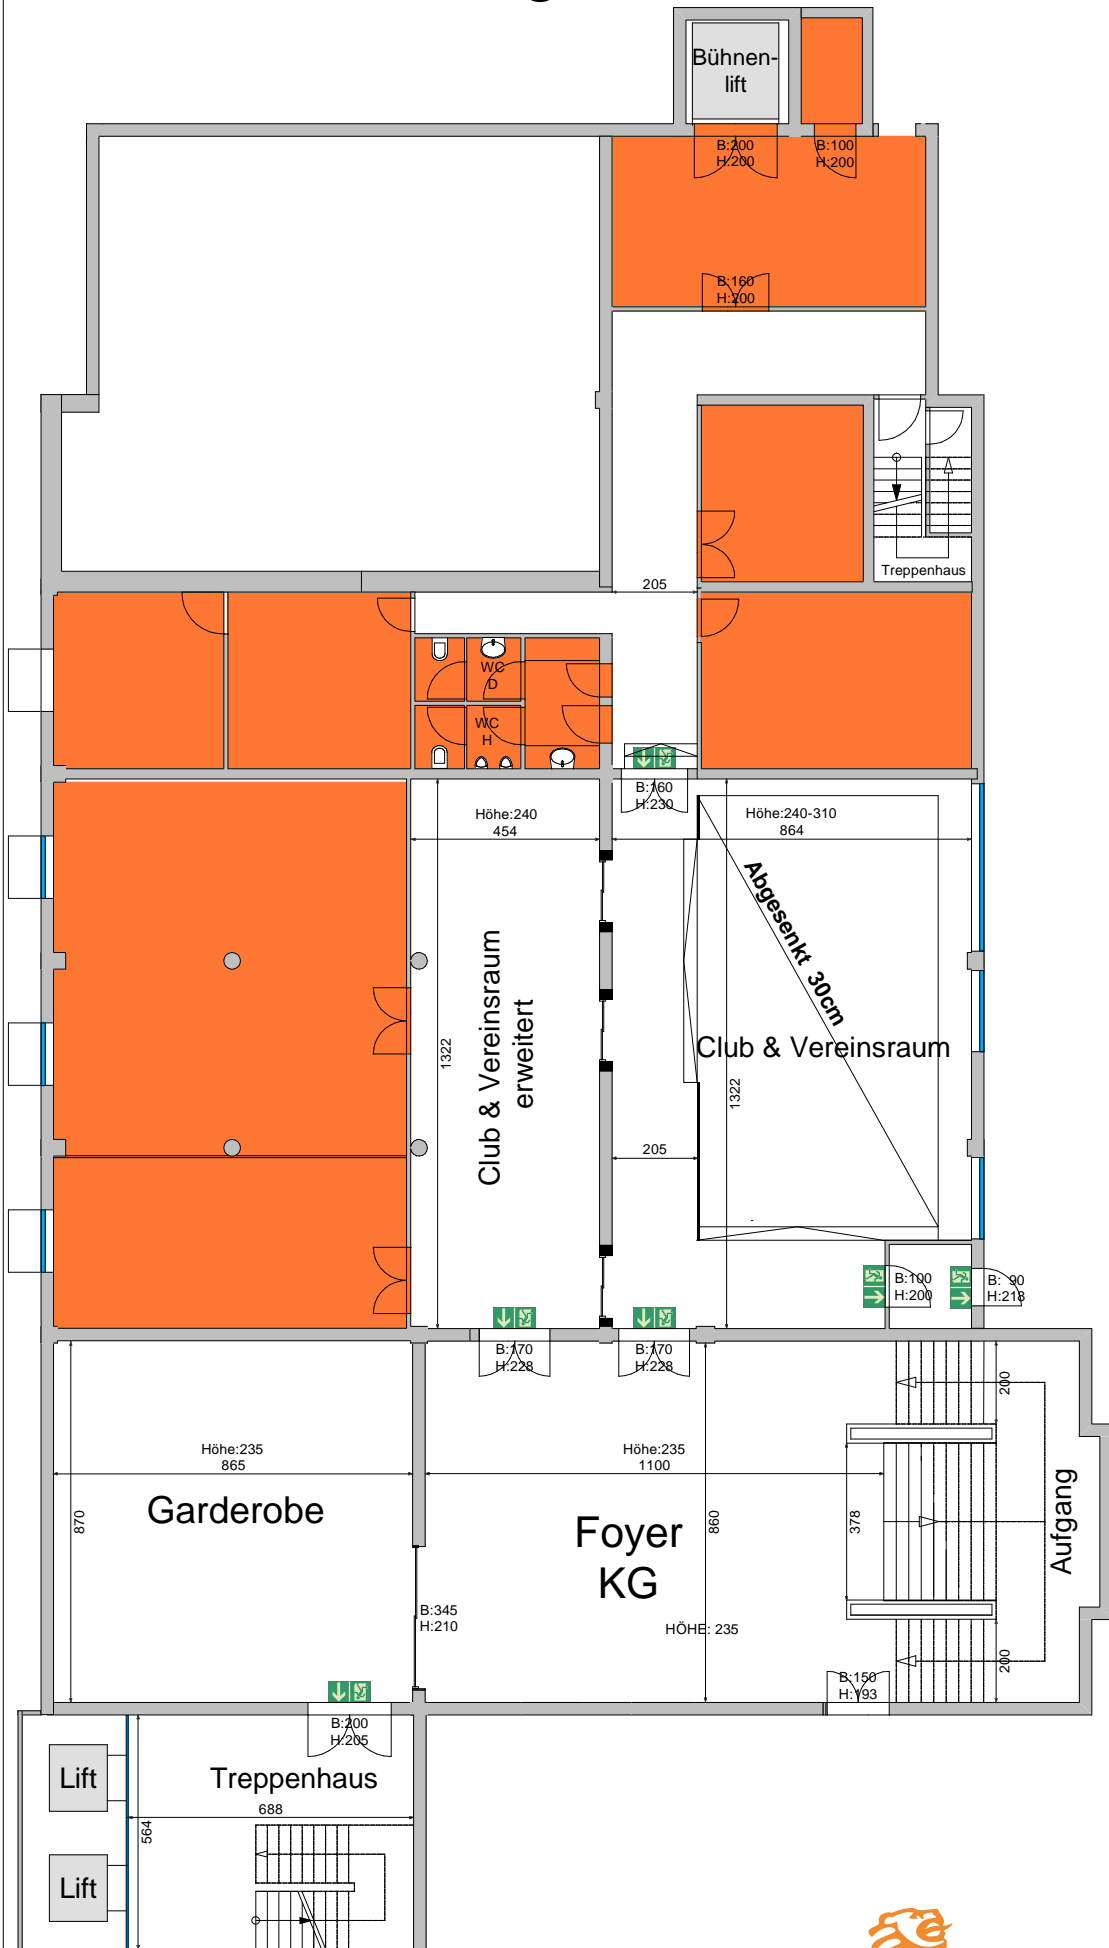 Bühnen-
lift
B:200
H:200
B:100
H:200
B:160
H:200
Treppenhaus
205
WC
D
WC
H
B:160
H:230
Höhe:240
454
Höhe:240-310
864
Abgesenkt 30cm
Club & Vereinsraum
erweitert
1322
Club & Vereinsraum
1322
205
B:100
H:200
B: 90
H:218
B:170
H:228
B:170
H:228
200
Höhe:235
865
Höhe:235
1100
Garderobe
870
Foyer
KG
860
378
Aufgang
B:345
H:210
HÖHE: 235
200
B:150
H:193
B:200
H:205
Lift
Treppenhaus
688
564
Lift